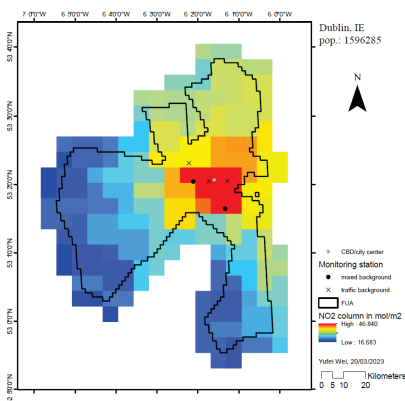 7 0'0"W 6 50'0"W 6 40'0"W 6 30'0"W 6 20'0"W 6 10'0"W 6 0'0"W
53 40'0"N
53 30'0"N
53 20'0"N
53 10'0"N
53 0'0"N
2 50'0"N
Dublin, IE
pop.: 1596285
N
CBD/city center
Monitoring station
mixed background
traffic background
FUA
NO2 column in mol/m2
High : 46.840
Low : 16.683
Yufei Wei, 20/03/2023
Kilometers
0 5 10 20